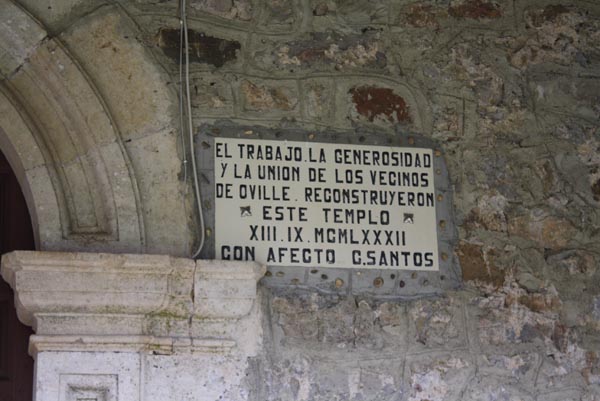 EL TRABAJO. LA GENEROSIDAD
Y LA UNION DE LOS VECINOS
DE OVILLE. RECONSTRUYERON
ESTE TEMPLO
XIII. IX. MCMLXXXII
CON AFECTO G.SANTOS